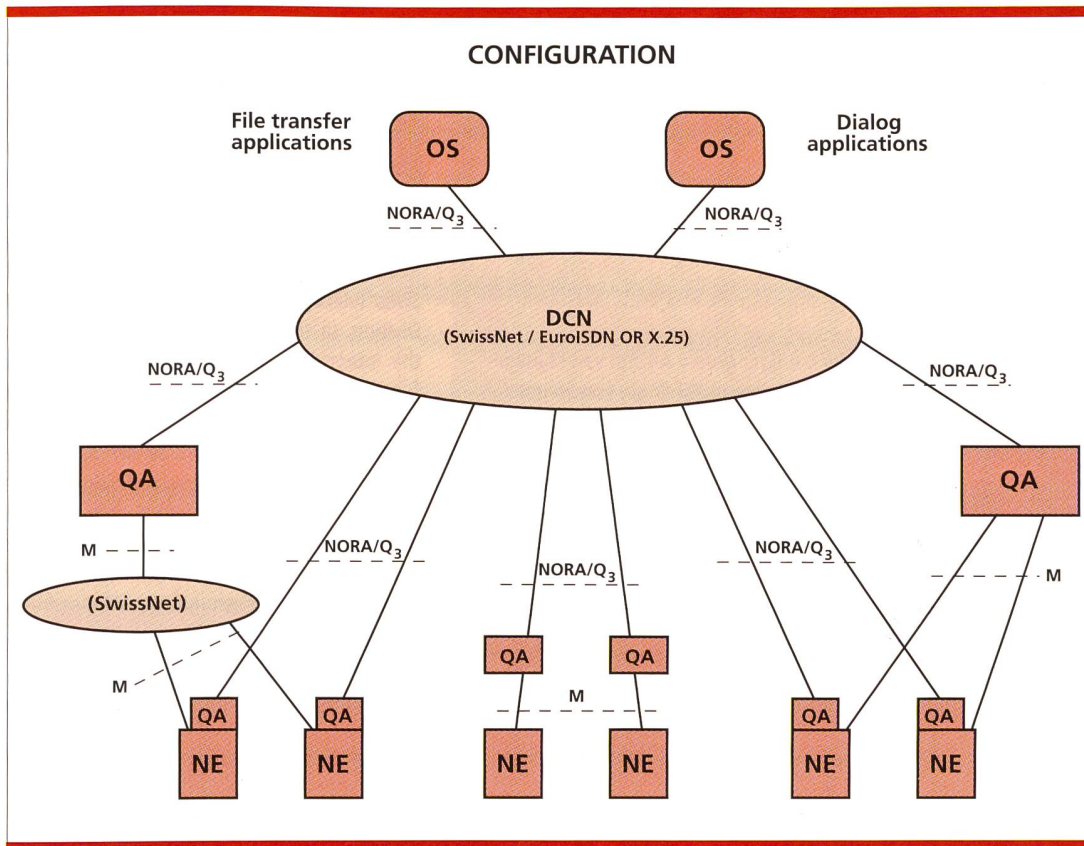 CONFIGURATION
File transfer
applications
OS
OS
Dialog
applications
NORA/Q3
NORA/Q3
DCN
(SwissNet / EuroISDN OR X.25)
NORA/Q3
NORA/Q3
QA
QA
M
NORA/Q3
NORA/Q3
NORA/Q3
M
(SwissNet)
QA
QA
M
M
QA
QA
QA
QA
NE
NE
NE
NE
NE
NE